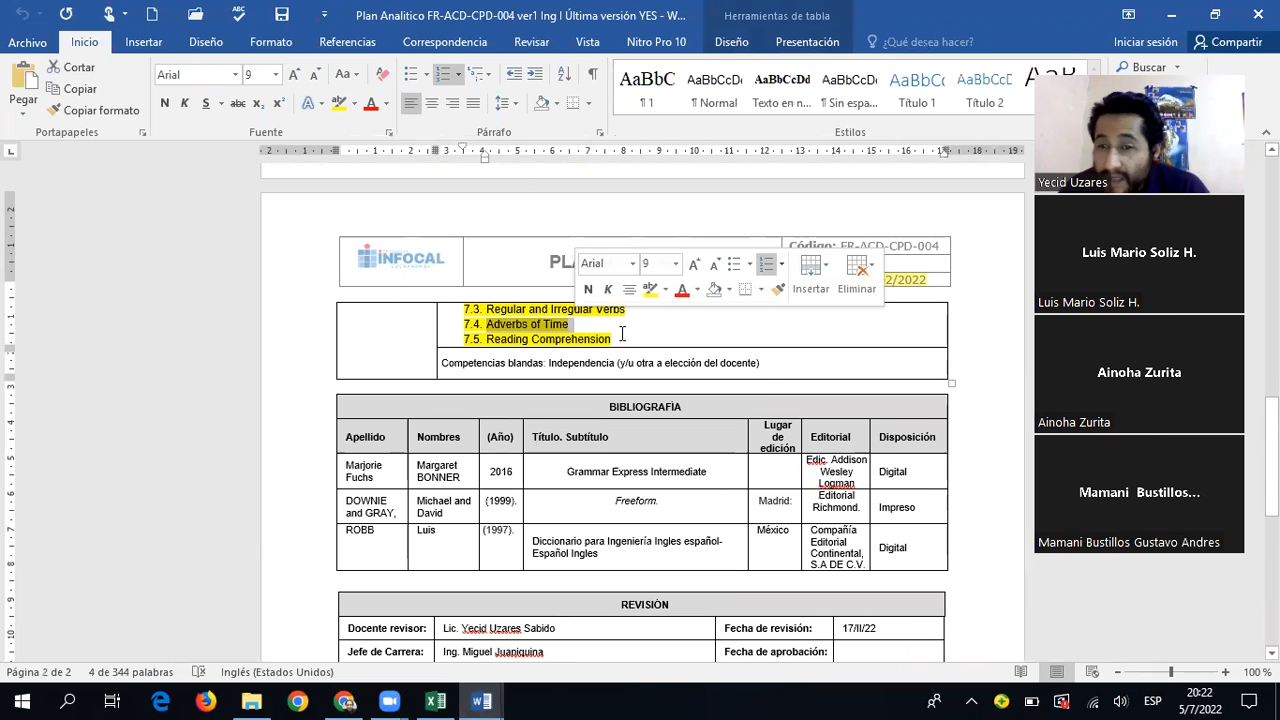 Plan Analitico FR-ACD-CPD-004 ver1 Ing I Última versión YES - W...
Herramientas de tabla
Archivo Inicio Insertar Diseño Formato Referencias Correspondencia Revisar Vista Nitro Pro 10 Diseño Presentación ¿Qué desea hacer? Iniciar sesión Compartir
Pegar
Cortar
Copiar
Copiar formato
Portapapeles
Arial 9
Fuente
Párrafo
AaBbC
¶ 1
AaBbCcDc
¶ Normal
AaBbCcDd
Texto en n...
AaBbCcDc
¶ Sin espa...
AaBbC
Título 1
AaBbCcD
Título 2
Estilos
Buscar
Yecid Uzares
Luis Mario Soliz H.
Luis Mario Soliz H.
Ainoha Zurita
Ainoha Zurita
Mamani Bustillos...
Mamani Bustillos Gustavo Andres
INFOCAL
Código: FR-ACD-CPD-004
2/2022
Arial 9
Insertar Eliminar
7.3. Regular and Irregular Verbs
7.4. Adverbs of Time
7.5. Reading Comprehension
Competencias blandas: Independencia (y/u otra a elección del docente)
BIBLIOGRAFÍA
Apellido Nombres (Año) Título. Subtítulo Lugar de edición Editorial Disposición
Marjorie Fuchs Margaret BONNER 2016 Grammar Express Intermediate Edic. Addison Wesley Logman Digital
DOWNIE and GRAY, Michael and David (1999). Freeform. Madrid: Editorial Richmond. Impreso
ROBB Luis (1997). Diccionario para Ingeniería Ingles español- Español Ingles México Compañía Editorial Continental, S.A DE C.V. Digital
REVISIÓN
Docente revisor: Lic. Yecid Uzares Sabido Fecha de revisión: 17/II/22
Jefe de Carrera: Ing. Miguel Juaniquina Fecha de aprobación:
Página 2 de 2 4 de 344 palabras Inglés (Estados Unidos) 100 %
ESP
20:22
5/7/2022